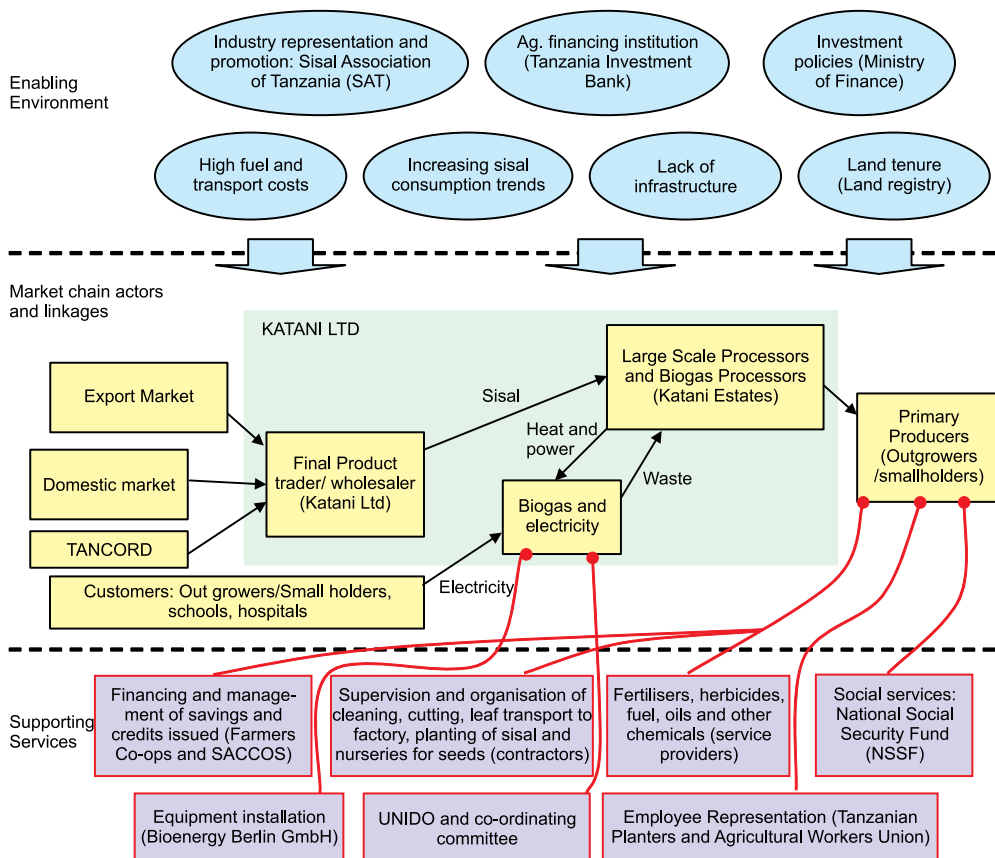 Enabling
Environment
Industry representation and
promotion: Sisal Association
of Tanzania (SAT)
Ag. financing institution
(Tanzania Investment
Bank)
Investment
policies (Ministry
of Finance)
High fuel and
transport costs
Increasing sisal
consumption trends
Lack of
infrastructure
Land tenure
(Land registry)
Market chain actors
and linkages
KATANI LTD
Export Market
Domestic market
TANCORD
Customers: Out growers/Small holders,
schools, hospitals
Final Product
trader/ wholesaler
(Katani Ltd)
Sisal
Large Scale Processors
and Biogas Processors
(Katani Estates)
Heat and
power
Waste
Biogas and
electricity
Electricity
Primary
Producers
(Outgrowers
/smallholders)
Supporting
Services
Financing and manage-
ment of savings and
credits issued (Farmers
Co-ops and SACCOS)
Supervision and organisation of
cleaning, cutting, leaf transport to
factory, planting of sisal and
nurseries for seeds (contractors)
Fertilisers, herbicides,
fuel, oils and other
chemicals (service
providers)
Social services:
National Social
Security Fund
(NSSF)
Equipment installation
(Bioenergy Berlin GmbH)
UNIDO and co-ordinating
committee
Employee Representation (Tanzanian
Planters and Agricultural Workers Union)